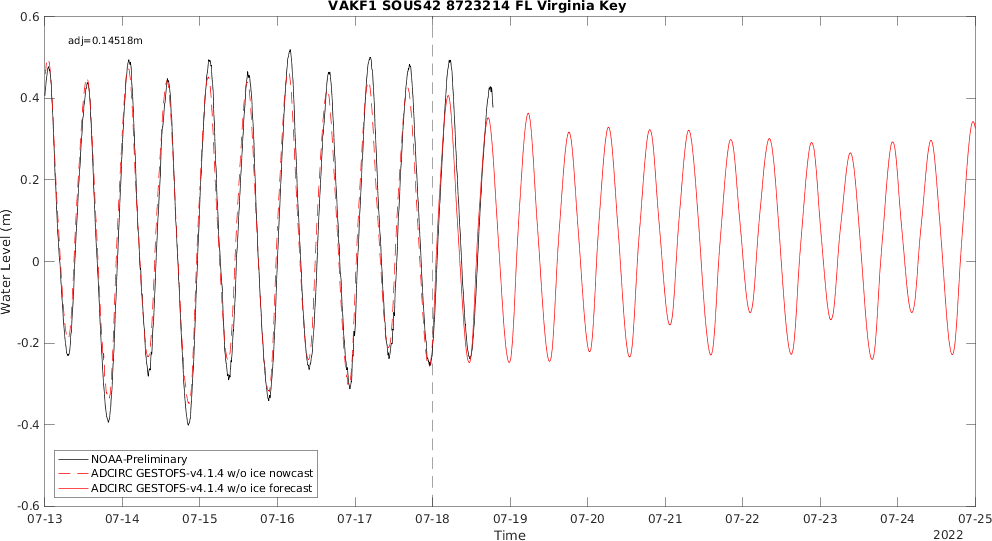 VAKF1 SOUS42 8723214 FL Virginia Key
adj=0.14518m
0.6
0.4
0.2
0
-0.2
-0.4
-0.6
Water Level (m)
NOAA-Preliminary
ADCIRC GESTOFS-v4.1.4 w/o ice nowcast
ADCIRC GESTOFS-v4.1.4 w/o ice forecast
07-13 07-14 07-15 07-16 07-17 07-18 07-19 07-20 07-21 07-22 07-23 07-24 07-25
Time
2022